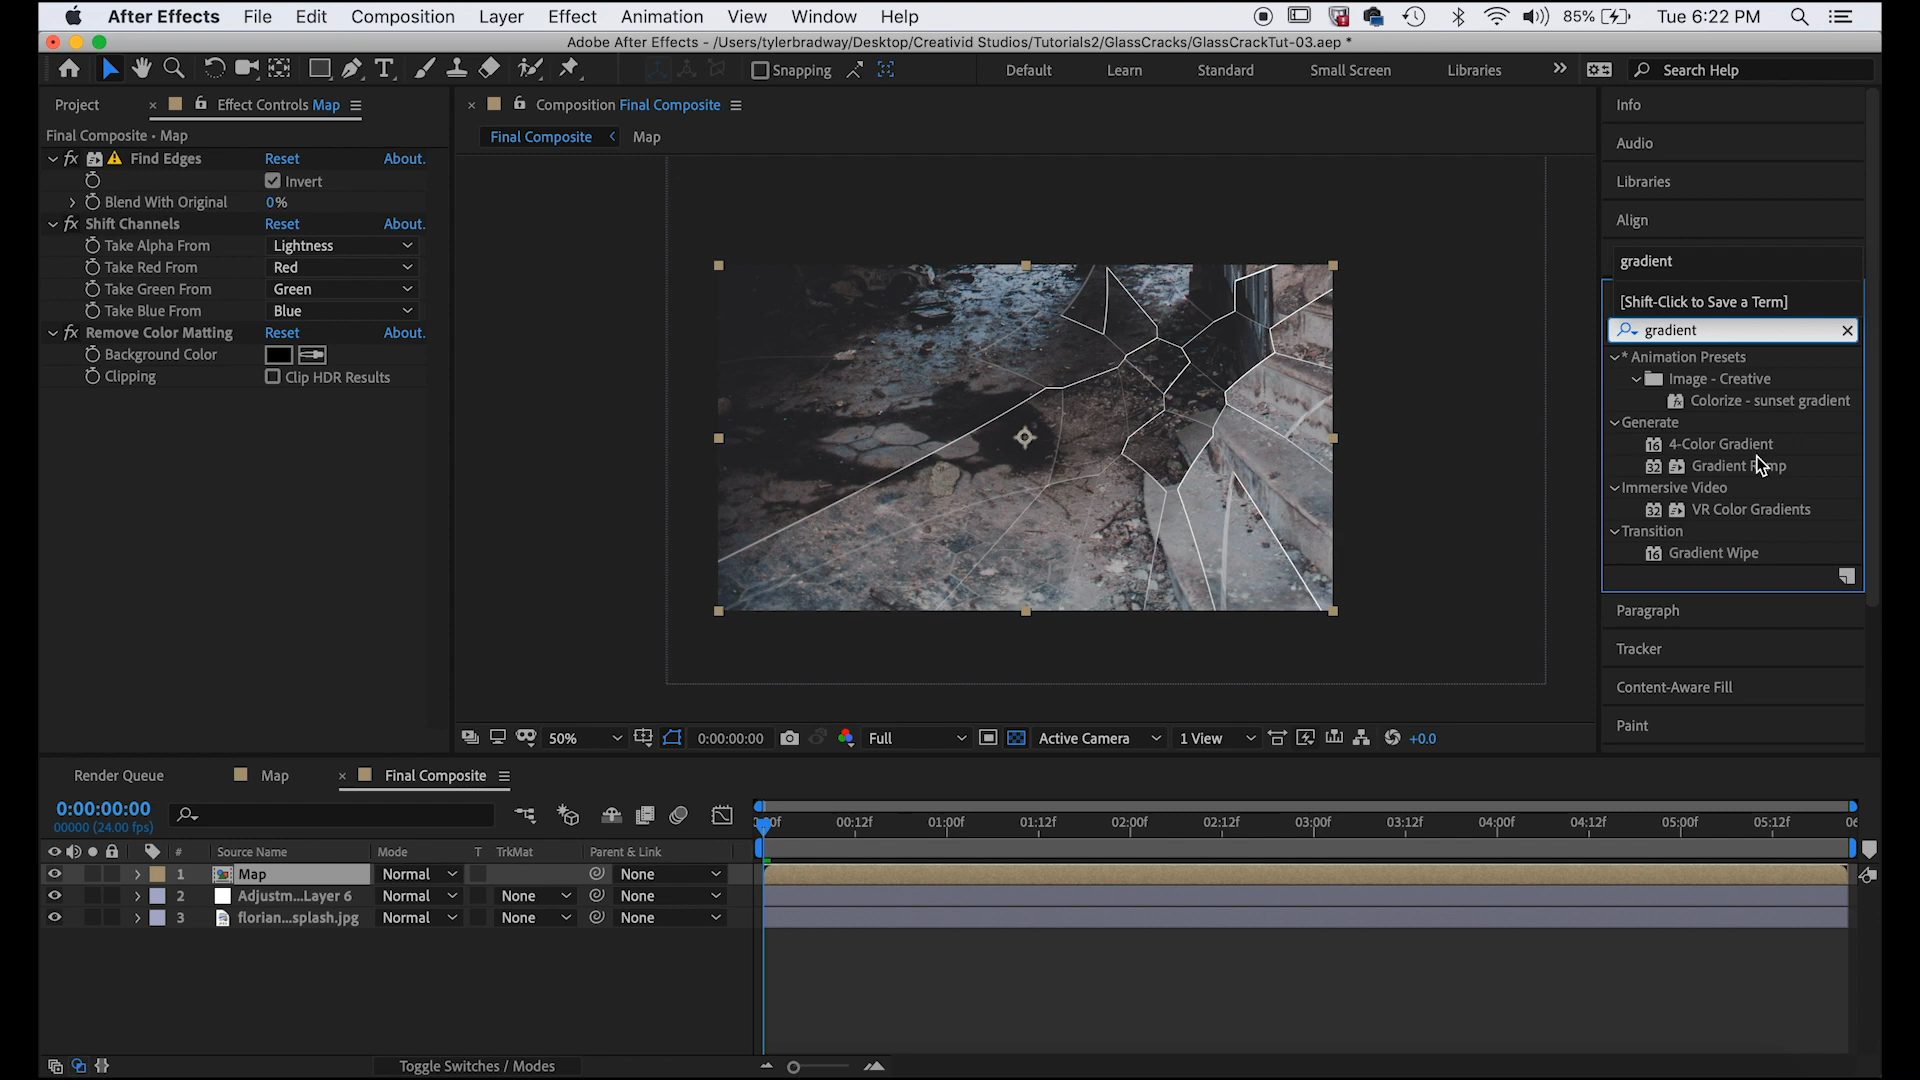 After Effects File Edit Composition Layer Effect Animation View Window Help 85% Tue 6:22 PM
Adobe After Effects - /Users/tylerbradway/Desktop/Creativid Studios/Tutorials2/GlassCracks/GlassCrackTut-03.aep *
Snapping Default Learn Standard Small Screen Libraries Search Help
Project Effect Controls Map
Final Composite • Map
fx Find Edges Reset About.
Invert
Blend With Original 0%
fx Shift Channels Reset About.
Take Alpha From Lightness
Take Red From Red
Take Green From Green
Take Blue From Blue
fx Remove Color Matting Reset About.
Background Color
Clipping Clip HDR Results
Composition Final Composite
Final Composite Map
50% 0:00:00:00 Full Active Camera 1 View +0.0
Info
Audio
Libraries
Align
gradient
[Shift-Click to Save a Term]
gradient
* Animation Presets
Image - Creative
Colorize - sunset gradient
Generate
16 4-Color Gradient
32 Gradient
Immersive Video
32 VR Color Gradients
Transition
16 Gradient Wipe
Paragraph
Tracker
Content-Aware Fill
Paint
Render Queue Map Final Composite
0:00:00:00
00000 (24.00 fps)
00:12f 01:00f 01:12f 02:00f 02:12f 03:00f 03:12f 04:00f 04:12f 05:00f 05:12f
# Source Name Mode T TrkMat Parent & Link
1 Map Normal None
2 Adjustm...Layer 6 Normal None None
3 florian...splash.jpg Normal None None
Toggle Switches / Modes